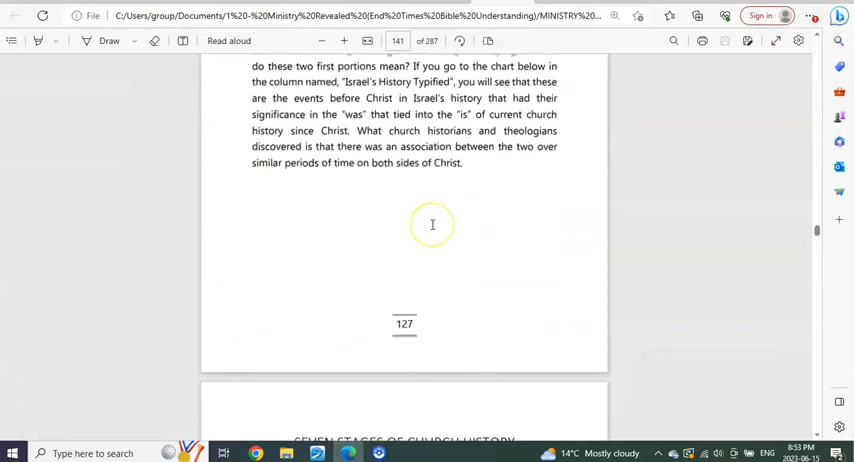 File
C:/Users/group/Documents/1%20-%20Ministry%20Revealed%20(End%20Times%20Bible%20Understanding)/MINISTRY%20...
Sign in
Draw
Read aloud
141 of 287
do these two first portions mean? If you go to the chart below in
the column named, “Israel’s History Typified”, you will see that these
are the events before Christ in Israel’s history that had their
significance in the “was” that tied into the “is” of current church
history since Christ. What church historians and theologians
discovered is that there was an association between the two over
similar periods of time on both sides of Christ.
127
SEVEN STAGES OF CHURCH HISTORY
Type here to search
14°C Mostly cloudy
ENG
8:53 PM
2023-06-15
2